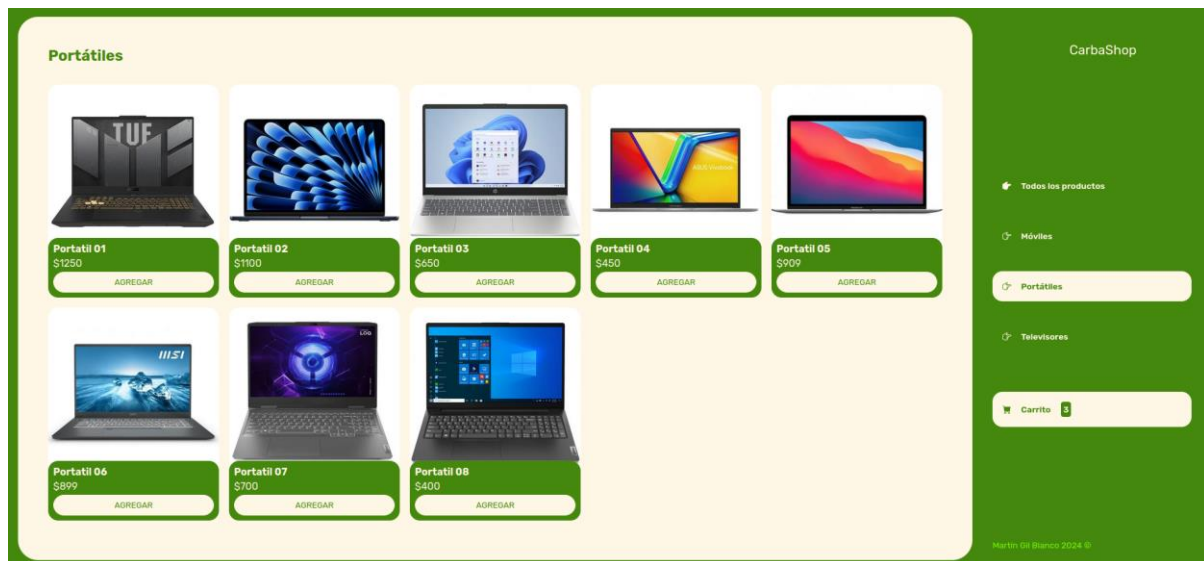 Portátiles
TUF
Portatil 01
$1250
AGREGAR
Portatil 02
$1100
AGREGAR
Portatil 03
$650
AGREGAR
Portatil 04
$450
AGREGAR
Portatil 05
$909
AGREGAR
msi
Portatil 06
$899
AGREGAR
Portatil 07
$700
AGREGAR
Portatil 08
$400
AGREGAR
CarbaShop
Todos los productos
Móviles
Portátiles
Televisores
Carrito 3
Martín Gil Blanco 2024 ©